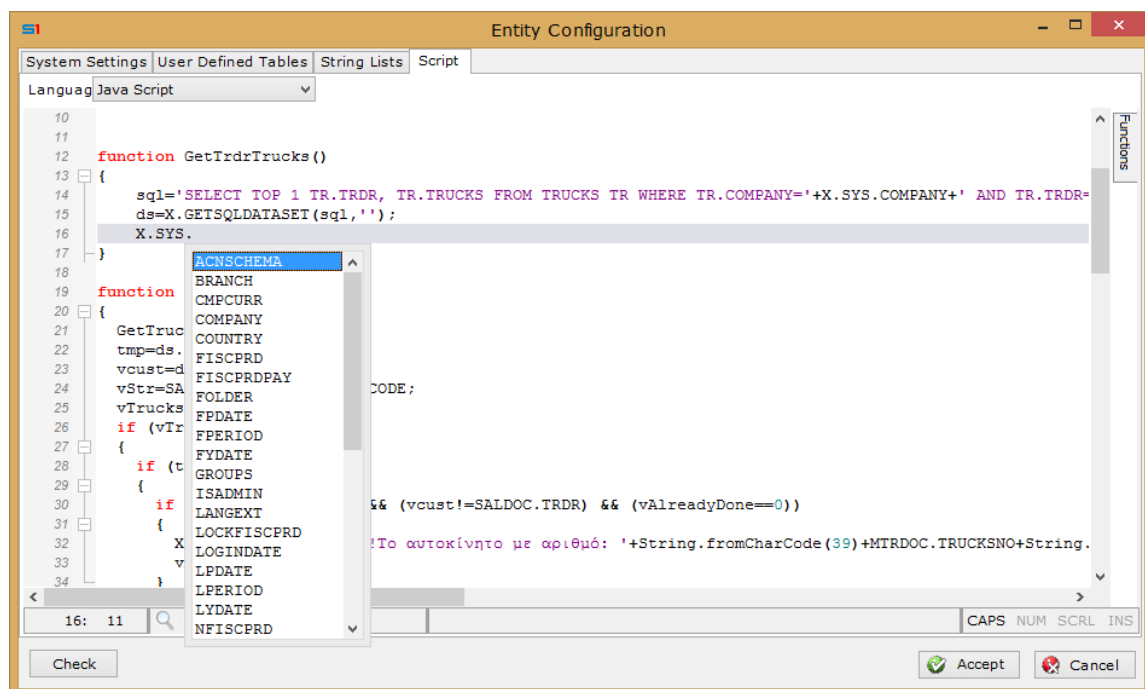 S1 Entity Configuration
System Settings User Defined Tables String Lists Script
Languag Java Script
Functions
10
11
12 function GetTrdrTrucks()
13 {
14 sql='SELECT TOP 1 TR.TRDR, TR.TRUCKS FROM TRUCKS TR WHERE TR.COMPANY='+X.SYS.COMPANY+' AND TR.TRDR=
15 ds=X.GETSQLDATASET(sql,'');
16 X.SYS.
17 }
18
19 function
20 {
21 GetTruc
22 tmp=ds.
23 vcust=d
24 vStr=SA CODE;
25 vTrucks
26 if (vTr
27 {
28 if (t
29 {
30 if && (vcust!=SALDOC.TRDR) && (vAlreadyDone==0))
31 {
32 X !Το αυτοκίνητο με αριθμό: '+String.fromCharCode(39)+MTRDOC.TRUCKSNO+String.
33 v
34 }
ACNSCHEMA
BRANCH
CMPCURR
COMPANY
COUNTRY
FISCPRD
FISCPRDPAY
FOLDER
FPDATE
FPERIOD
FYDATE
GROUPS
ISADMIN
LANGEXT
LOCKFISCPRD
LOGINDATE
LPDATE
LPERIOD
LYDATE
NFISCPRD
16: 11 CAPS NUM SCRL INS
Check Accept Cancel